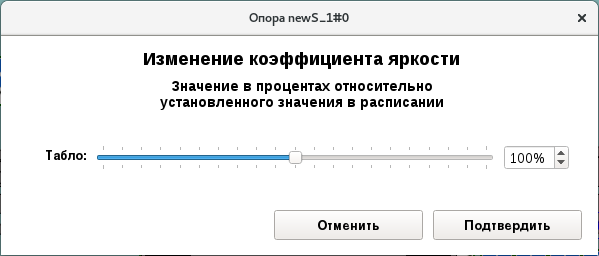 Опора newS_1#0
Изменение коэффициента яркости
Значение в процентах относительно
установленного значения в расписании
Табло:
100%
Отменить
Подтвердить